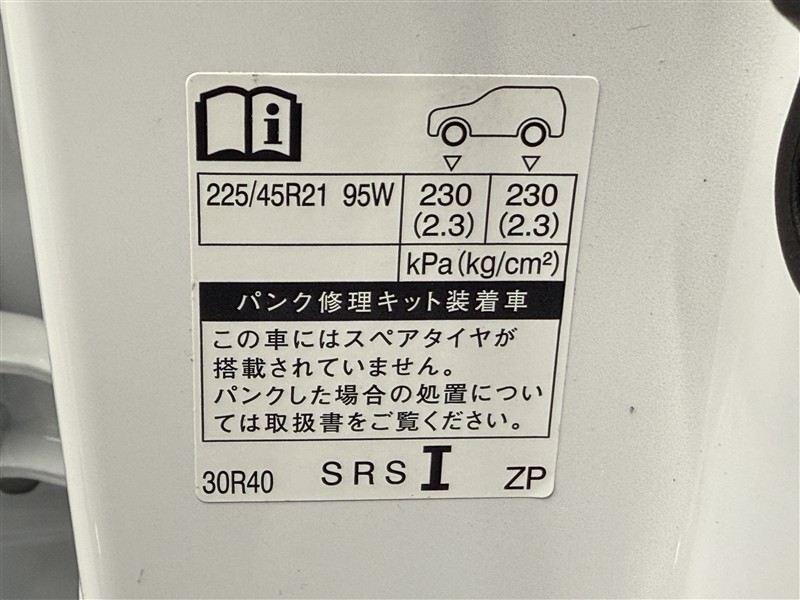 225/45R21 95W 230 (2.3) 230 (2.3)
kPa(kg/cm²)
パンク修理キット装着車
この車にはスペアタイヤが
搭載されていません。
パンクした場合の処置につい
ては取扱書をご覧ください。
30R40 SRS I ZP